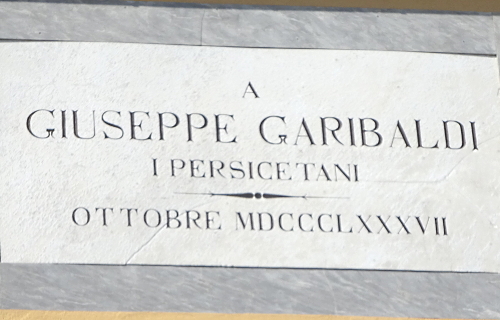 A
GIUSEPPE GARIBALDI
I PERSICETANI
OTTOBRE MDCCCLXXXVII